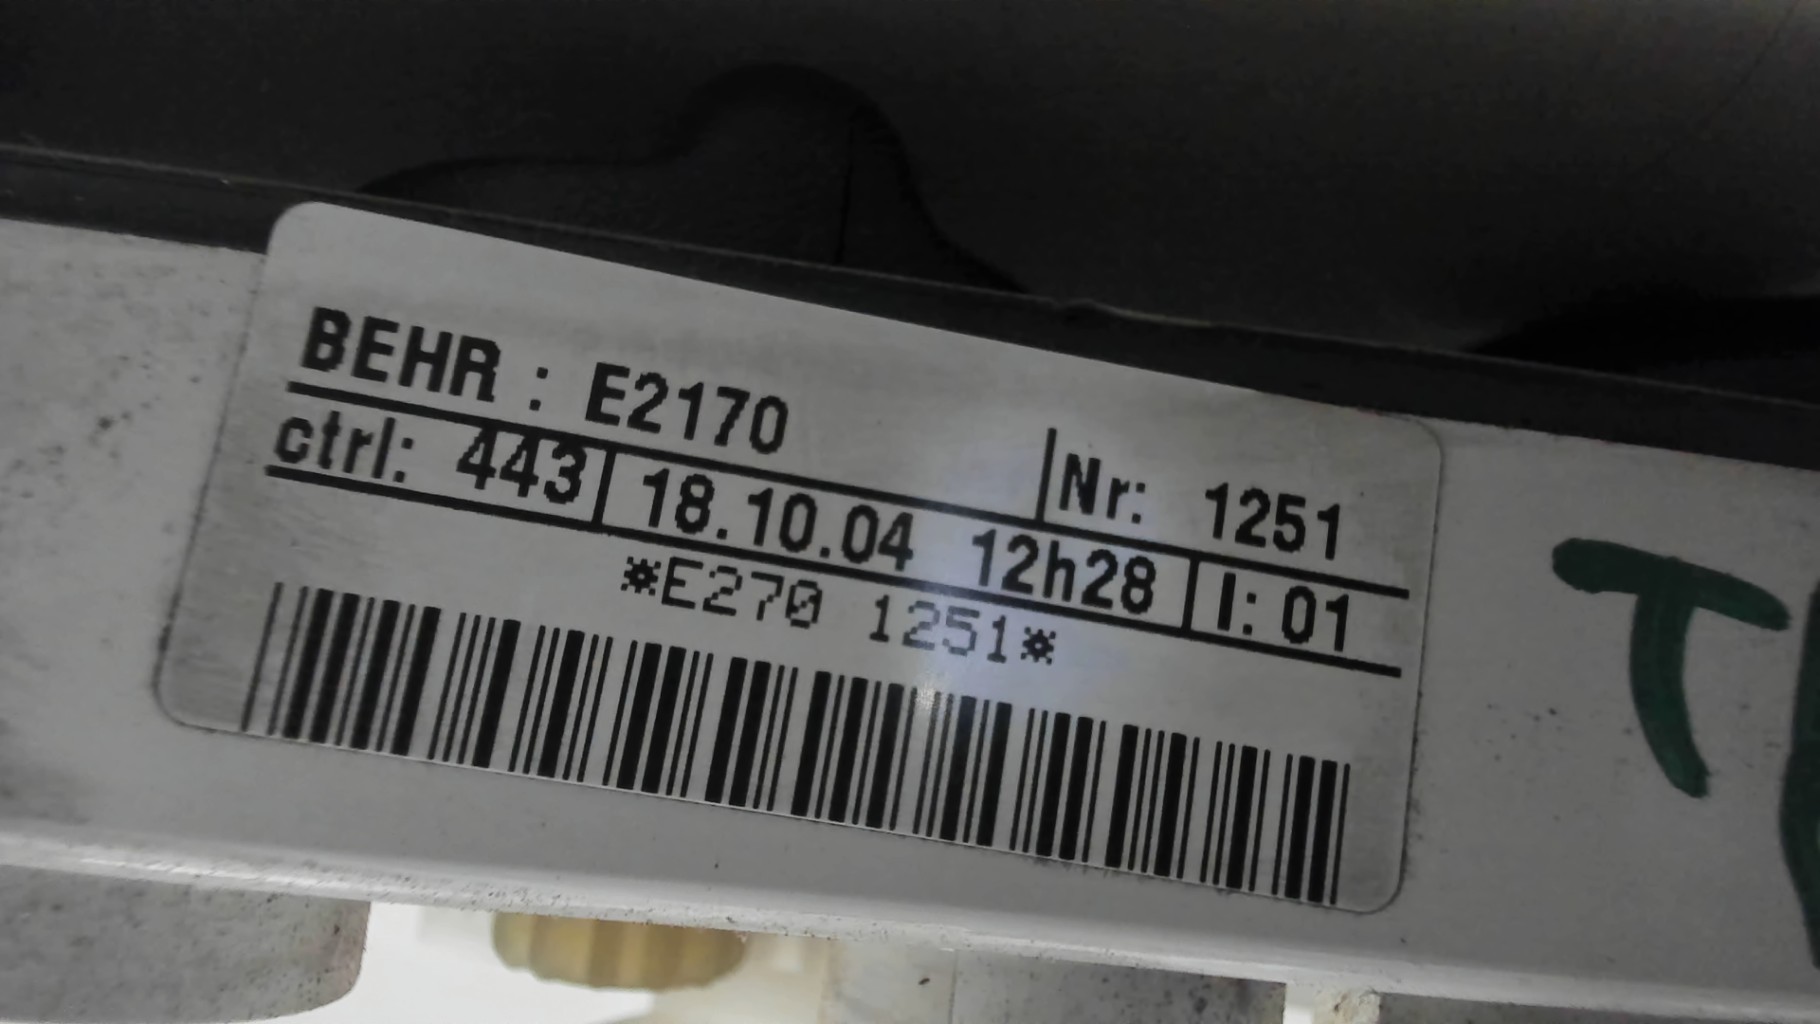 BEHR : E2170 Nr: 1251
ctrl: 443 18.10.04 12h28 I: 01
*E270 1251*
T